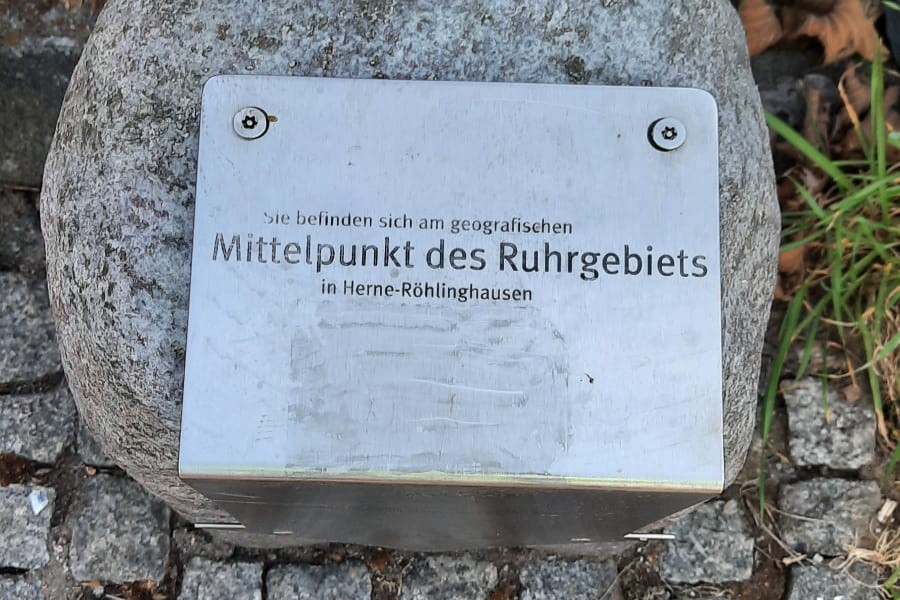 Sie befinden sich am geografischen
Mittelpunkt des Ruhrgebiets
in Herne-Röhlinghausen